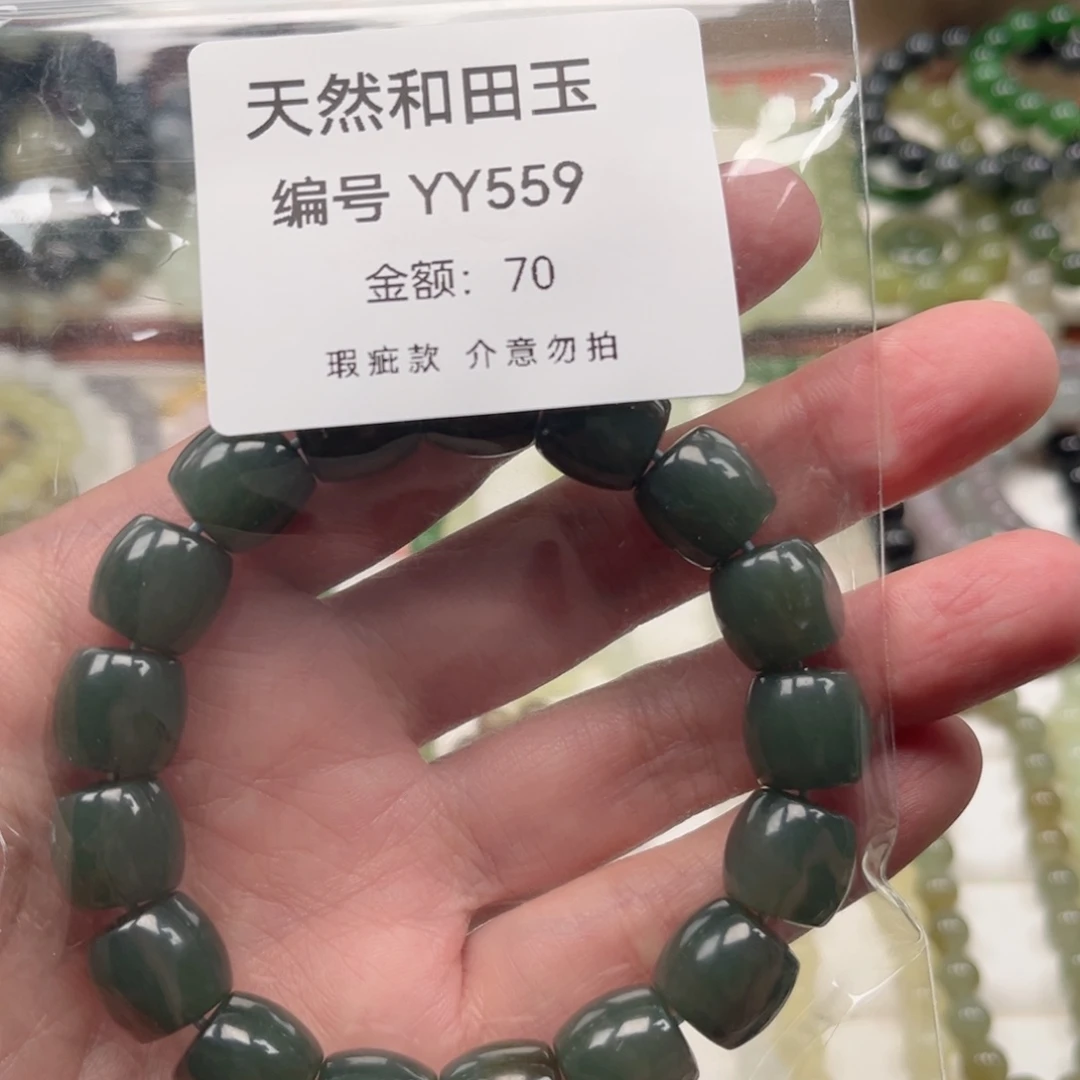 天然和田玉
编号 YY559
金额：70
瑕疵款 介意勿拍